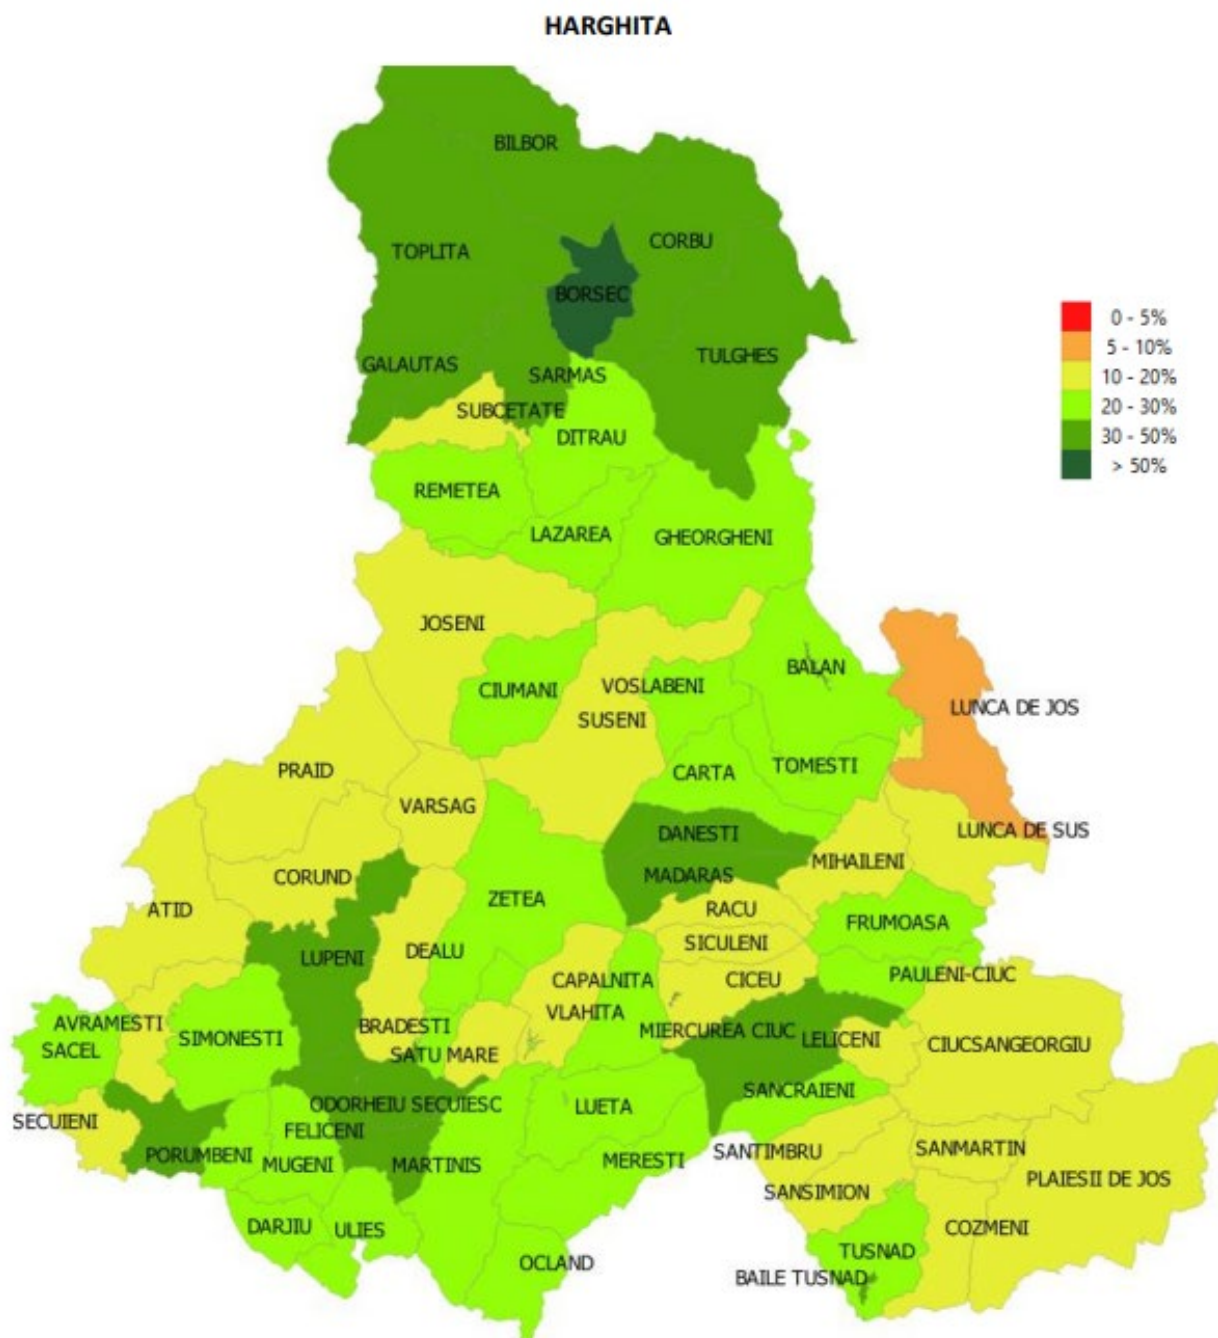 HARGHITA
BILBOR
CORBU
TOPLITA
BORSEC
0 - 5%
5 - 10%
10 - 20%
20 - 30%
30 - 50%
> 50%
TULGHES
GALAUTAS
SARMAS
SUBCETATE
DITRAU
REMETEA
LAZAREA
GHEORGHENI
JOSENI
BALAN
CIUMANI
VOSLABENI
LUNCA DE JOS
SUSENI
PRAID
CARTA
TOMESTI
VARSAG
DANESTI
LUNCA DE SUS
MIHAILENI
CORUND
MADARAS
ZETEA
ATID
RACU
FRUMOASA
SICULENI
DEALU
LUPENI
CAPALNITA
CICEU
PAULENI-CIUC
VLAHITA
AVRAMESTI
BRADESTI
MIERCUREA CIUC
SIMONESTI
LELICENI
CIUCSANGEORGIU
SACEL
SATU MARE
SANCRAIENI
ODORHEIU SECUIESC
LUETA
SECUIENI
FELICENI
PORUMBENI
SANTIMBRU
SANMARTIN
MUGENI
MARTINIS
MERESTI
PLAIESII DE JOS
SANSIMION
DARJIU
ULIES
COZMENI
TUSNAD
OCLAND
BAILE TUSNAD